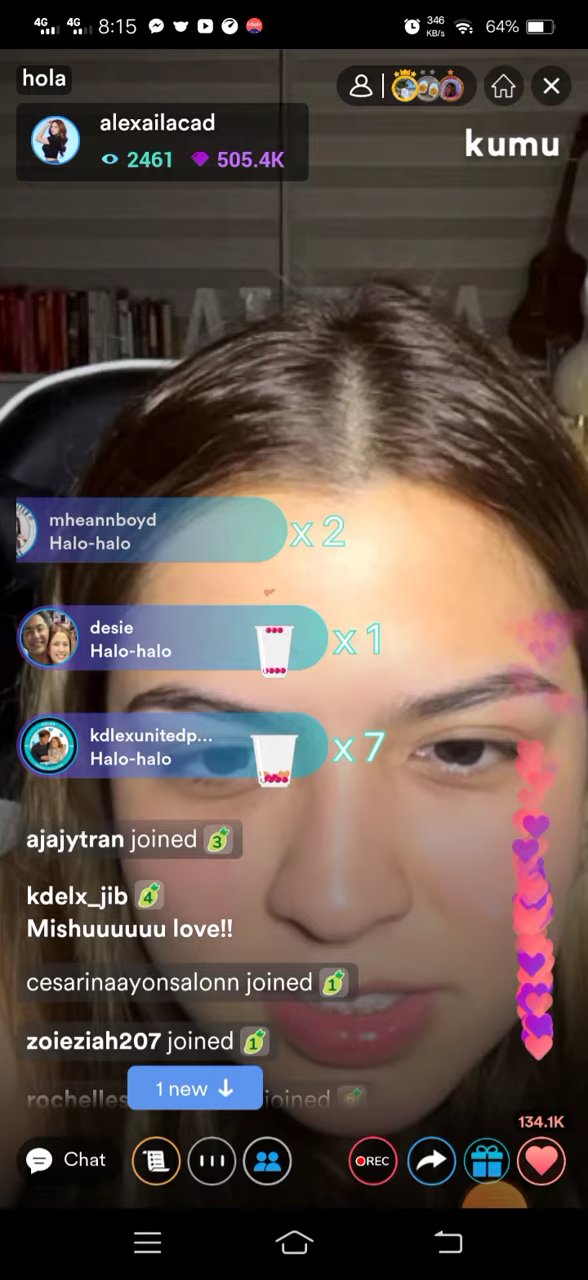 4G 4G 8:15 346 KB/s 64%
hola
alexailacad
2461 505.4K
kumu
mheannboyd
Halo-halo
x 2
desie
Halo-halo
x 1
kdlexunitedp...
Halo-halo
x 7
ajajytran joined 3
kdelx_jib 4
Mishuuuuuu love!!
cesarinaayonsalonn joined 1
zoieziah207 joined 1
rochelles joined
1 new
134.1K
Chat
REC